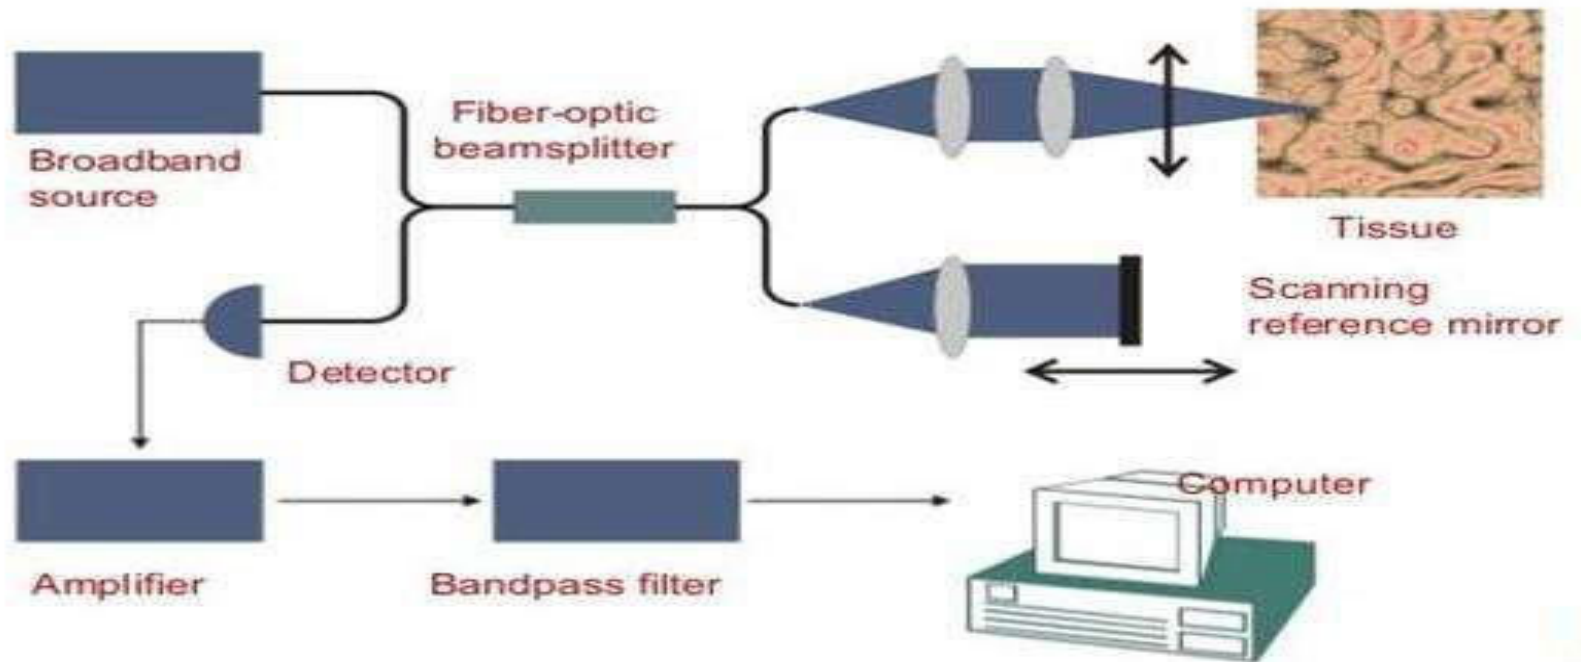 Broadband
source
Fiber-optic
beamsplitter
Tissue
Scanning
reference mirror
Detector
Computer
Amplifier
Bandpass filter